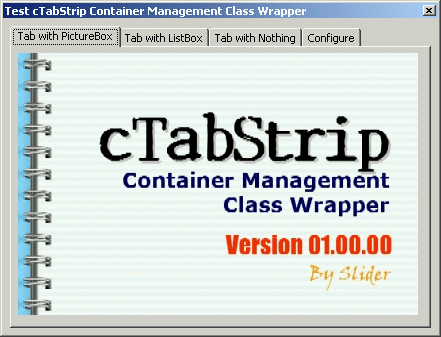 Test cTabStrip Container Management Class Wrapper
Tab with PictureBox Tab with ListBox Tab with Nothing Configure
cTabStrip
Container Management
Class Wrapper
Version 01.00.00
By Slider